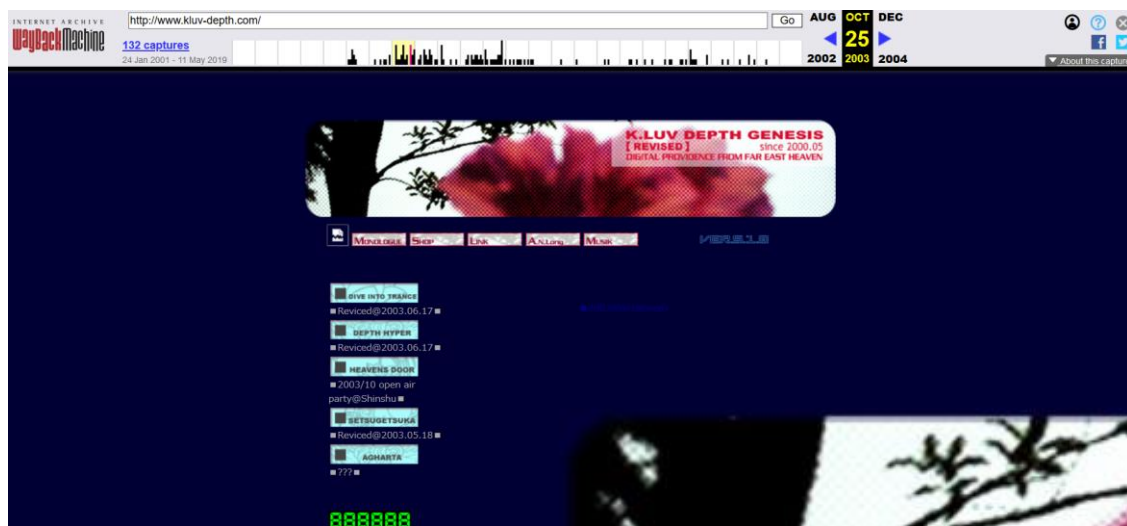 INTERNET ARCHIVE
WayBackMachine
http://www.kluv-depth.com/
Go
132 captures
24 Jan 2001 - 11 May 2019
AUG OCT DEC
25
2002 2003 2004
About this capture
K.LUV DEPTH GENESIS
[ REVISED ] since 2000.05
DIGITAL PROVIDENCE FROM FAR EAST HEAVEN
MONOLOGUE SHOP LINK MUSIK
DIVE INTO TRANCE
■Reviced@2003.06.17■
DEPTH HYPER
■Reviced@2003.06.17■
HEAVENS DOOR
■2003/10 open air
party@Shinshu■
SETSUGETSUKA
■Reviced@2003.05.18■
AGHARTA
■???■
888888